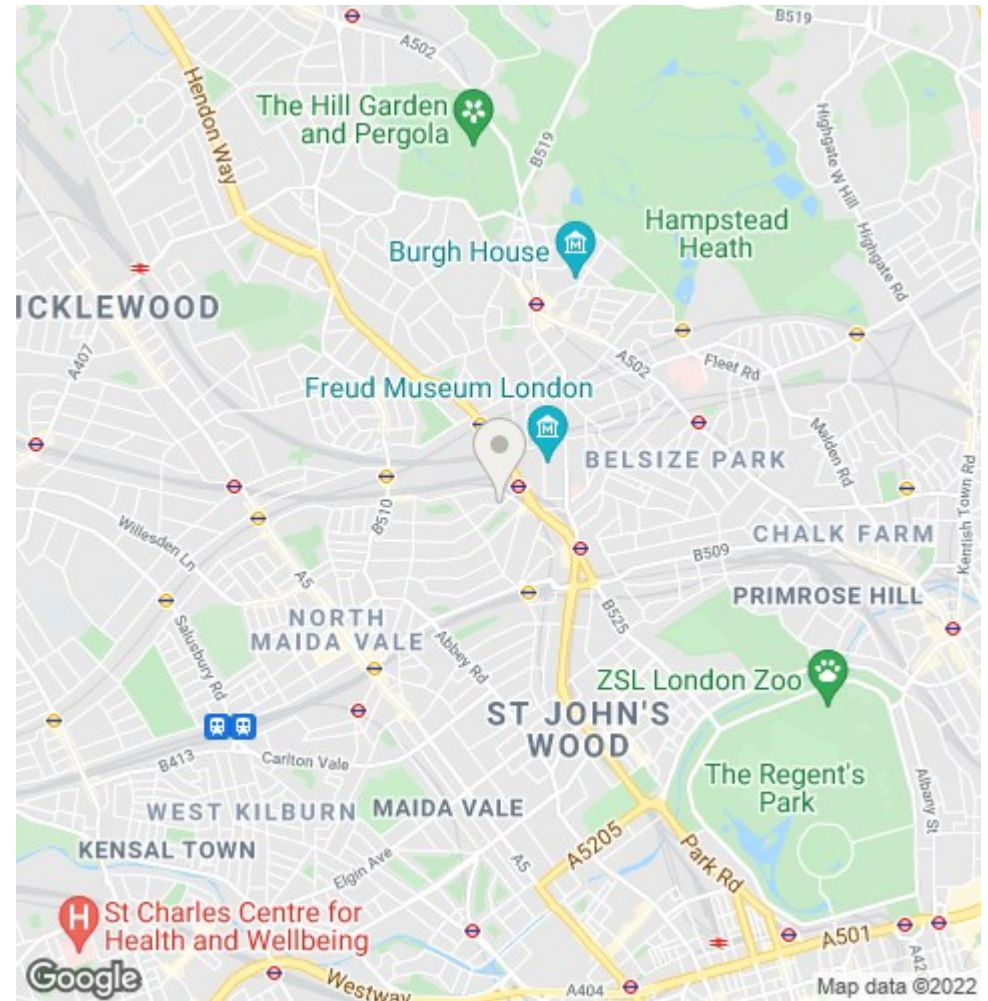 B519
A502
Hendon Way
The Hill Garden
and Pergola
B519
Highgate W Hill
Highgate Rd
Hampstead
Heath
Burgh House
ICKLEWOOD
A407
A502
Fleet Rd
Freud Museum London
Malden Rd
BELSIZE PARK
Kentish Town Rd
B510
Willesden Ln
CHALK FARM
B509
A5
PRIMROSE HILL
NORTH
MAIDA VALE
B525
Salusbury Rd
Abbey Rd
ZSL London Zoo
ST JOHN'S
WOOD
B413
Carlton Vale
The Regent's
Park
Albany St
WEST KILBURN
MAIDA VALE
KENSAL TOWN
A5205
Elgin Ave
A5
Park Rd
St Charles Centre for
Health and Wellbeing
A501
A42
Google
Westway
A404
Map data ©2022